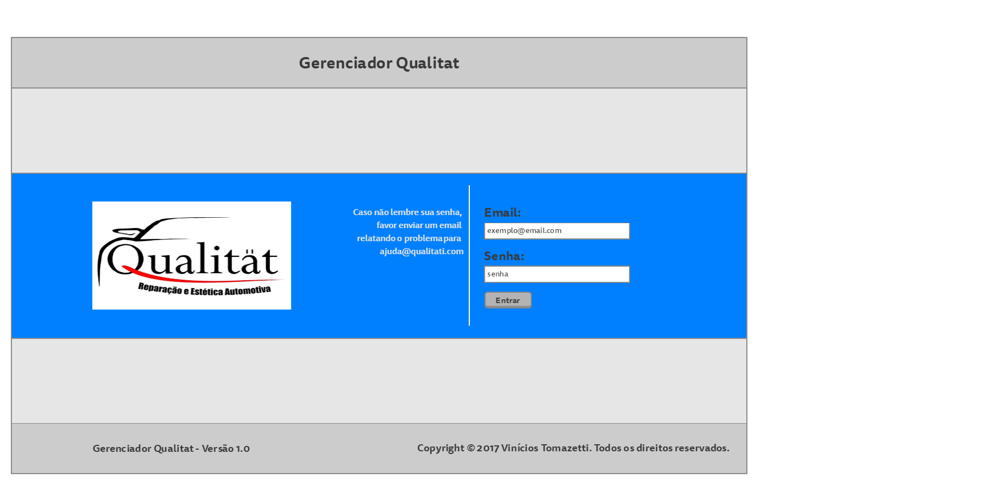 Gerenciador Qualitat
Qualität
Reparação e Estética Automotiva
Caso não lembre sua senha,
favor enviar um email
relatando o problema para
ajuda@qualitati.com
Email:
exemplo@email.com
Senha:
senha
Entrar
Gerenciador Qualitat - Versão 1.0
Copyright © 2017 Vinícios Tomazetti. Todos os direitos reservados.